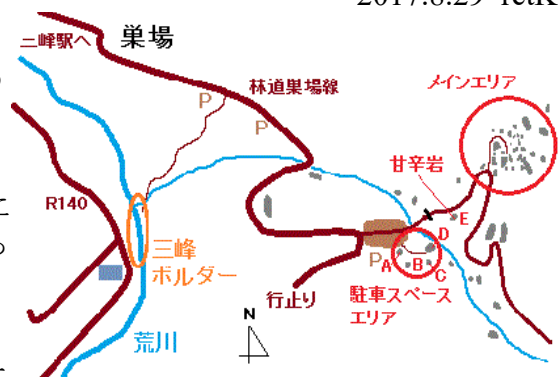 2017.8.29
巣場
三峰駅へ
P
林道巣場線
P
メインエリア
甘辛岩
R140
E
三峰
ボルダー
D
P
A
B
C
行止り
駐車スペース
エリア
N
荒川